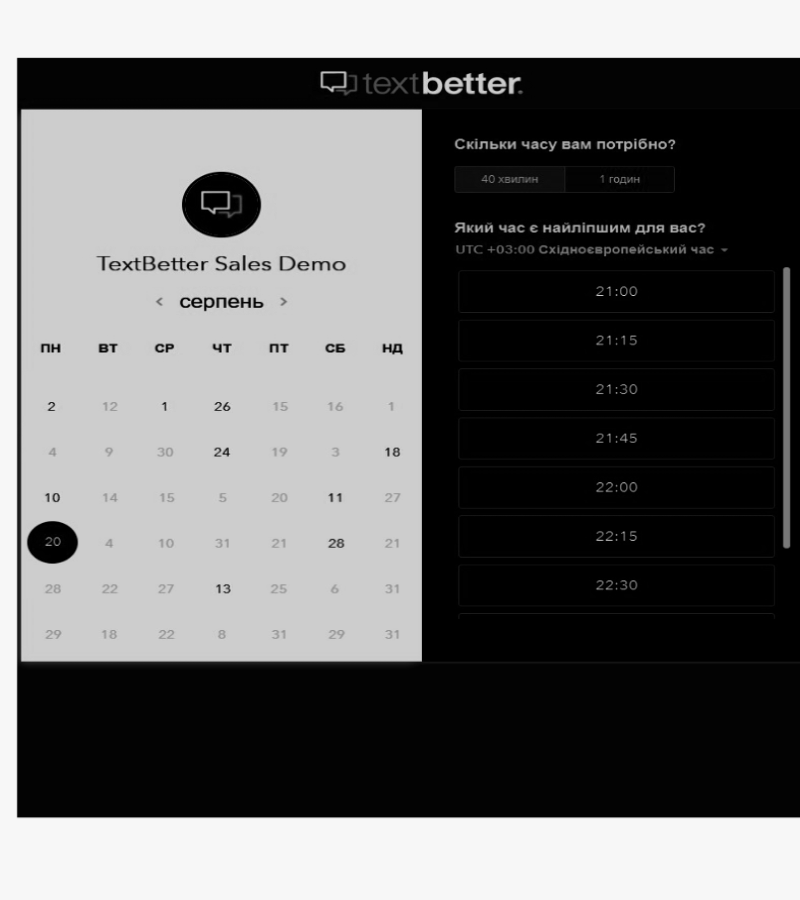 textbetter.
TextBetter Sales Demo
< серпень >
ПН ВТ СР ЧТ ПТ СБ НД
2 12 1 26 15 16 1
4 9 30 24 19 3 18
10 14 15 5 20 11 27
20 4 10 31 21 28 21
28 22 27 13 25 6 31
29 18 22 8 31 29 31
Скільки часу вам потрібно?
40 хвилин 1 годин
Який час є найліпшим для вас?
UTC +03:00 Східноєвропейський час
21:00
21:15
21:30
21:45
22:00
22:15
22:30